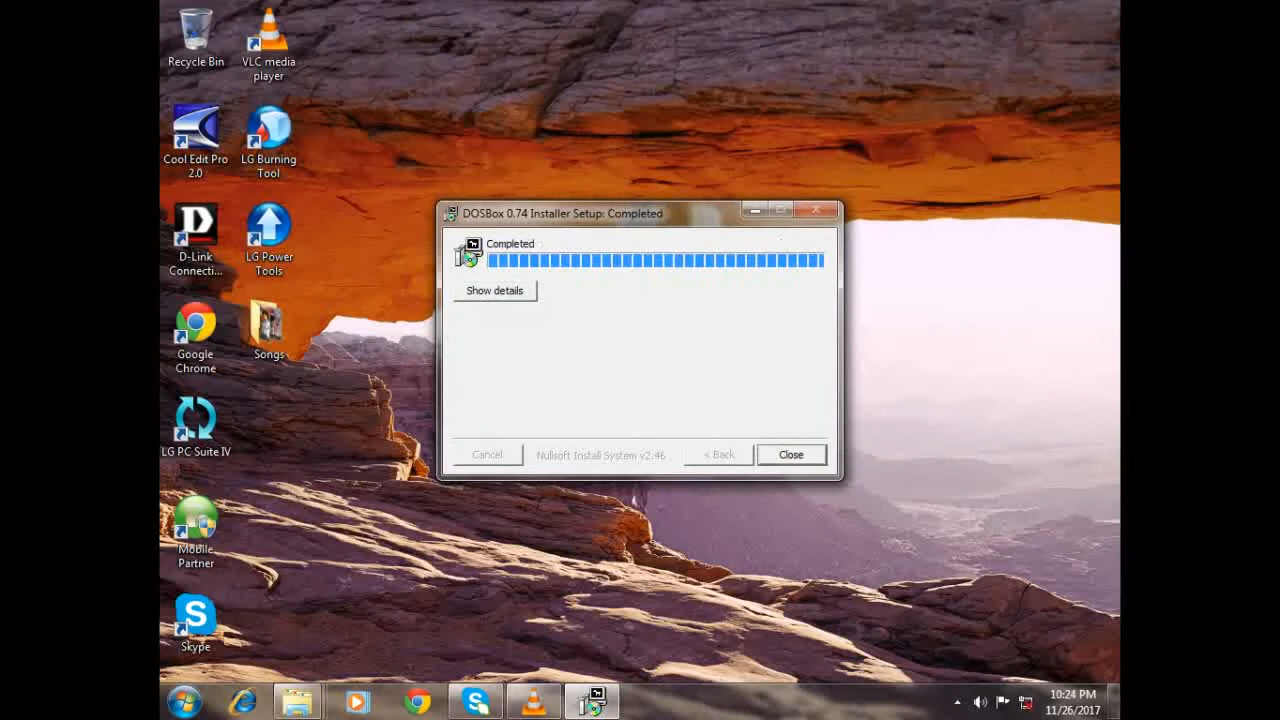 Recycle Bin
VLC media
player
Cool Edit Pro
2.0
LG Burning
Tool
D-Link
Connecti...
LG Power
Tools
Google
Chrome
Songs
LG PC Suite IV
Mobile
Partner
Skype
DOSBox 0.74 Installer Setup: Completed
Completed
Show details
Cancel
Nullsoft Install System v2.46
< Back
Close
10:24 PM
11/26/2017